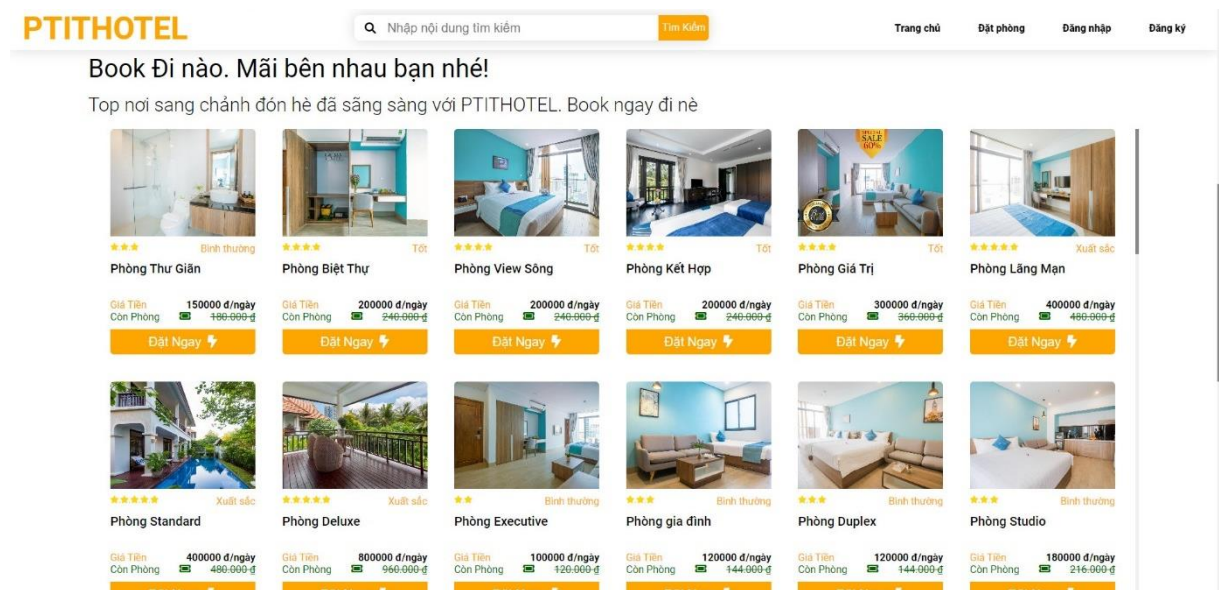 PTITHOTEL
Nhập nội dung tìm kiếm
Tìm Kiếm
Trang chủ
Đặt phòng
Đăng nhập
Đăng ký
Book Đi nào. Mãi bên nhau bạn nhé!
Top nơi sang chảnh đón hè đã sãng sàng với PTITHOTEL. Book ngay đi nè
SPECIAL
SALE
60%
Bình thường
Tốt
Tốt
Tốt
Tốt
Xuất sắc
Phòng Thư Giãn
Phòng Biệt Thự
Phòng View Sông
Phòng Kết Hợp
Phòng Giá Trị
Phòng Lãng Mạn
Giá Tiền 150000 đ/ngày
Còn Phòng 180.000 đ
Giá Tiền 200000 đ/ngày
Còn Phòng 240.000 đ
Giá Tiền 200000 đ/ngày
Còn Phòng 240.000 đ
Giá Tiền 200000 đ/ngày
Còn Phòng 240.000 đ
Giá Tiền 300000 đ/ngày
Còn Phòng 360.000 đ
Giá Tiền 400000 đ/ngày
Còn Phòng 480.000 đ
Đặt Ngay
Đặt Ngay
Đặt Ngay
Đặt Ngay
Đặt Ngay
Đặt Ngay
Xuất sắc
Xuất sắc
Bình thường
Bình thường
Bình thường
Bình thường
Phòng Standard
Phòng Deluxe
Phòng Executive
Phòng gia đình
Phòng Duplex
Phòng Studio
Giá Tiền 400000 đ/ngày
Còn Phòng 480.000 đ
Giá Tiền 800000 đ/ngày
Còn Phòng 960.000 đ
Giá Tiền 100000 đ/ngày
Còn Phòng 120.000 đ
Giá Tiền 120000 đ/ngày
Còn Phòng 144.000 đ
Giá Tiền 120000 đ/ngày
Còn Phòng 144.000 đ
Giá Tiền 180000 đ/ngày
Còn Phòng 216.000 đ